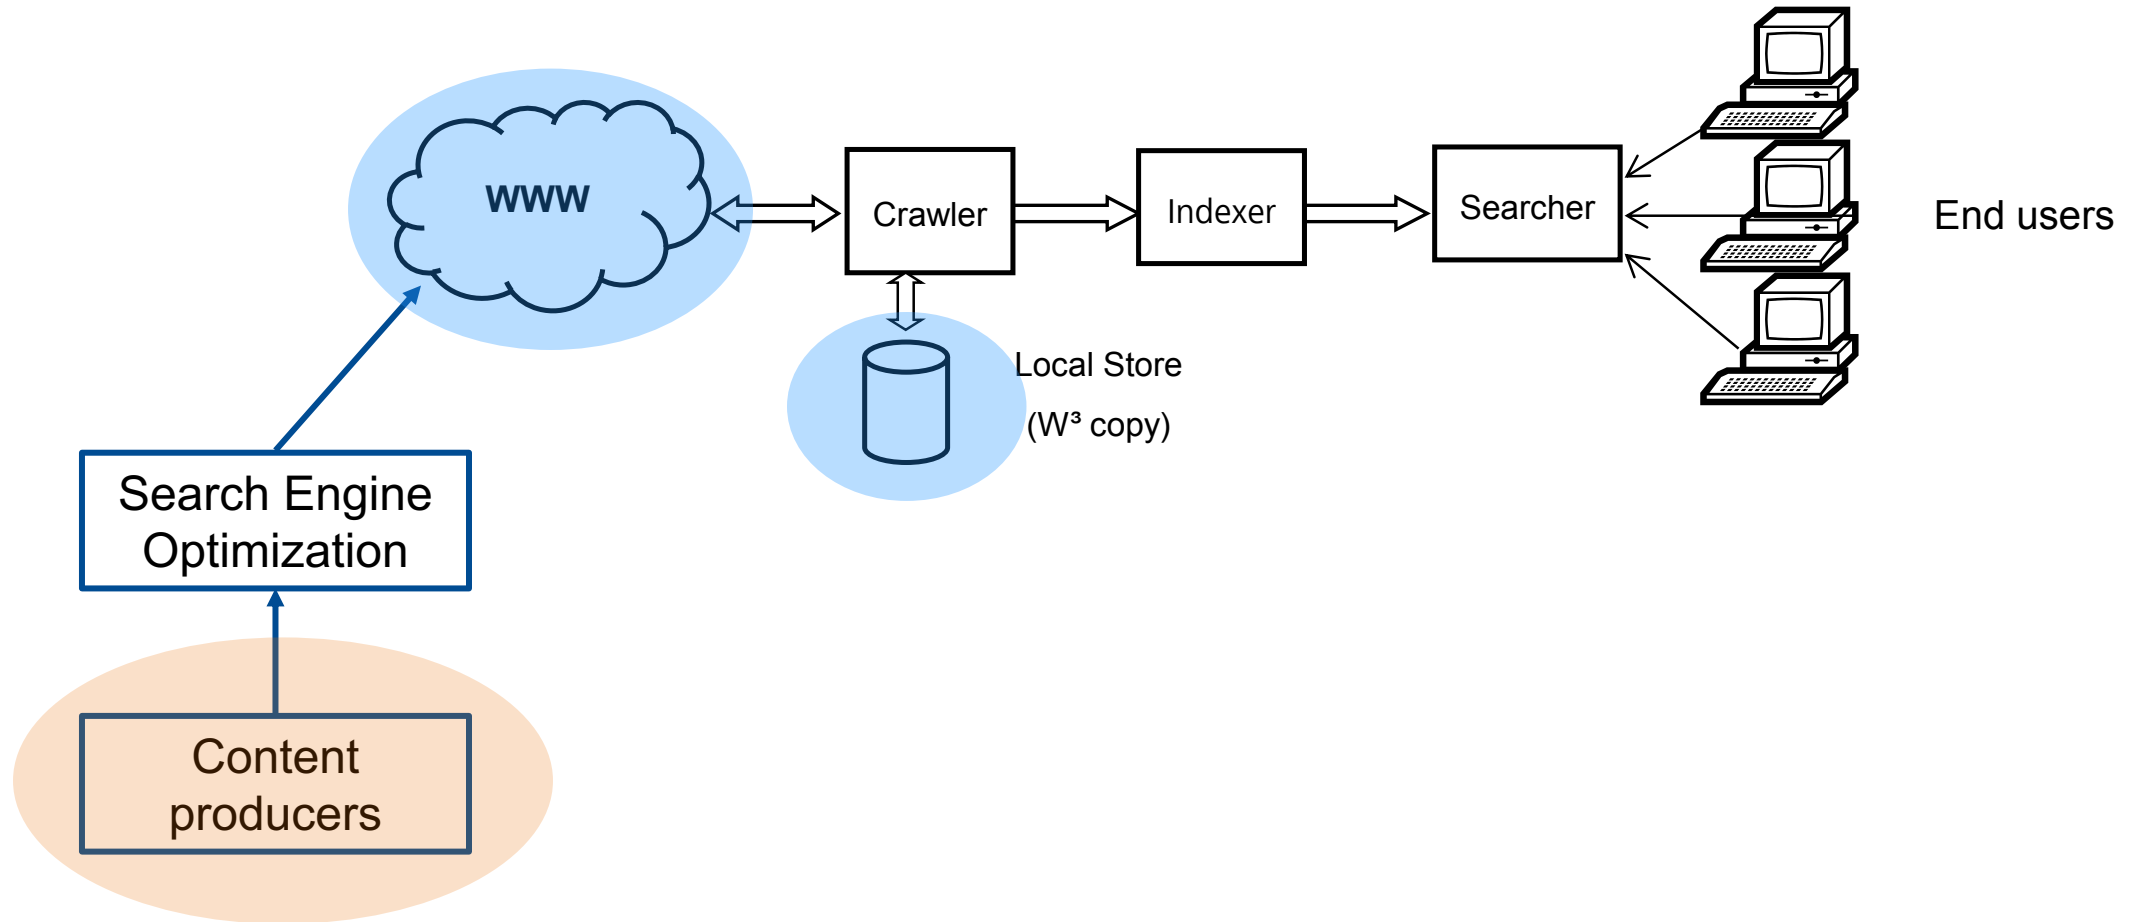 WWW
Crawler
Indexer
Searcher
End users
Local Store
(W³ copy)
Search Engine
Optimization
Content
producers